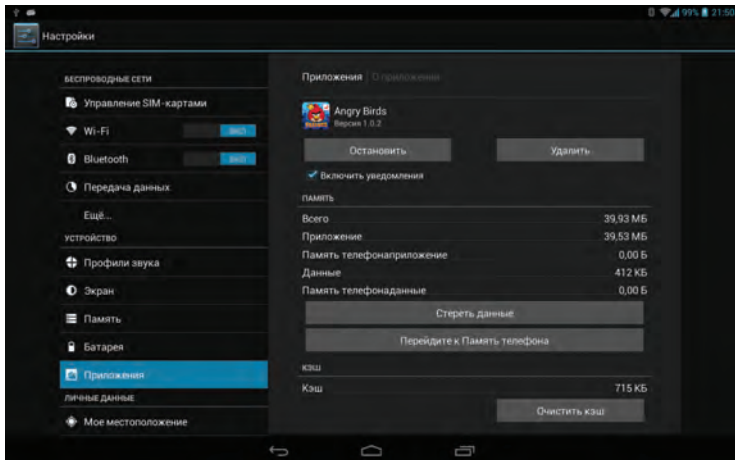 99% 21:50
Настройки
БЕСПРОВОДНЫЕ СЕТИ
Управление SIM-картами
Wi-Fi ВКЛ
Bluetooth ВКЛ
Передача данных
Ещё...
УСТРОЙСТВО
Профили звука
Экран
Память
Батарея
Приложения
ЛИЧНЫЕ ДАННЫЕ
Мое местоположение
Приложения О приложении
Angry Birds
Версия 1.0.2
Остановить Удалить
Включить уведомления
ПАМЯТЬ
Всего 39,93 МБ
Приложение 39,53 МБ
Память телефонаприложение 0,00 Б
Данные 412 КБ
Память телефонаданные 0,00 Б
Стереть данные
Перейдите к Память телефона
КЭШ
Кэш 715 КБ
Очистить кэш